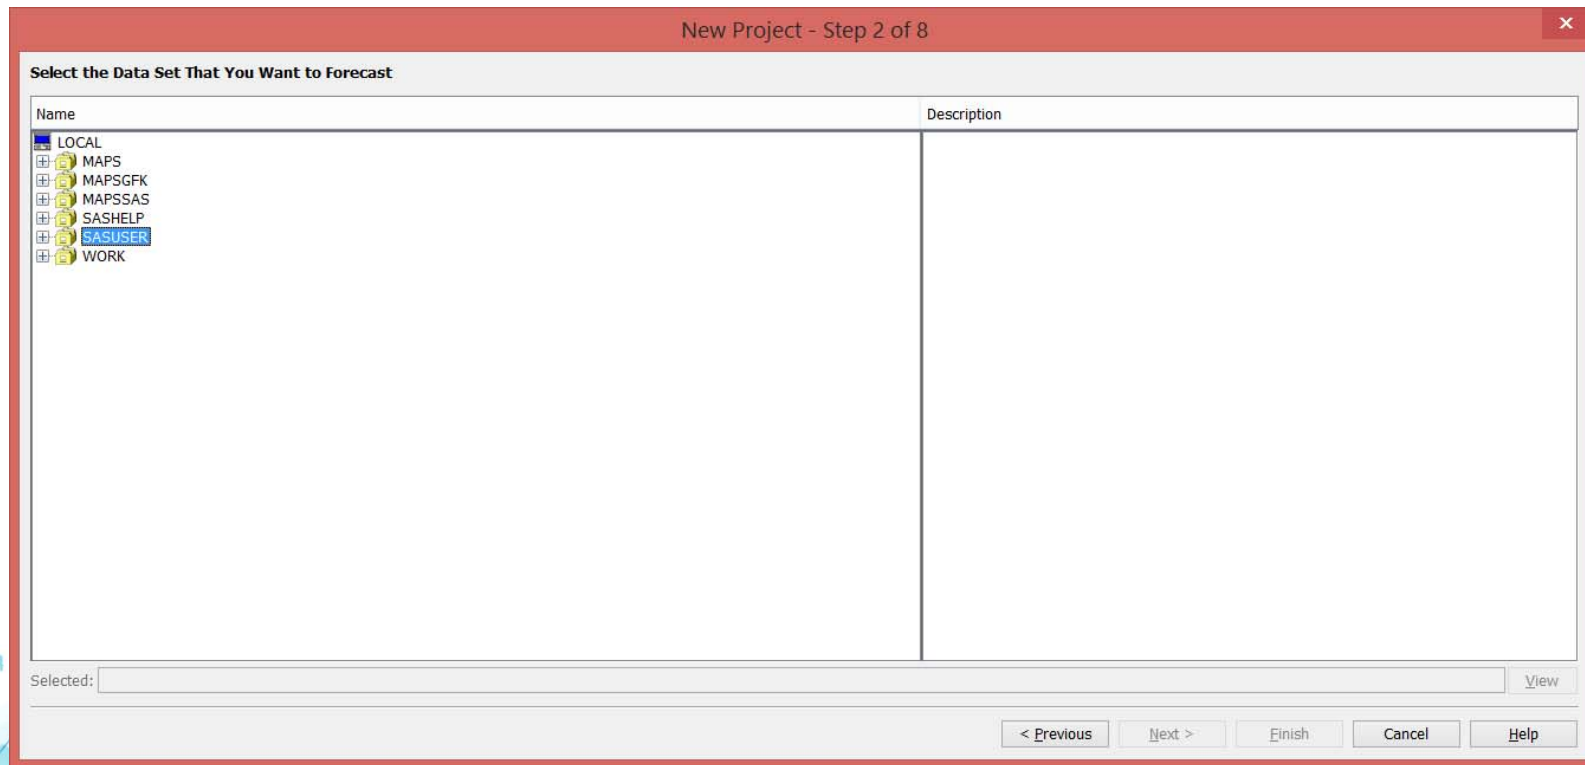 New Project - Step 2 of 8
Select the Data Set That You Want to Forecast
Name Description
LOCAL
MAPS
MAPSGFK
MAPSSAS
SASHELP
SASUSER
WORK
Selected: View
< Previous Next > Finish Cancel Help